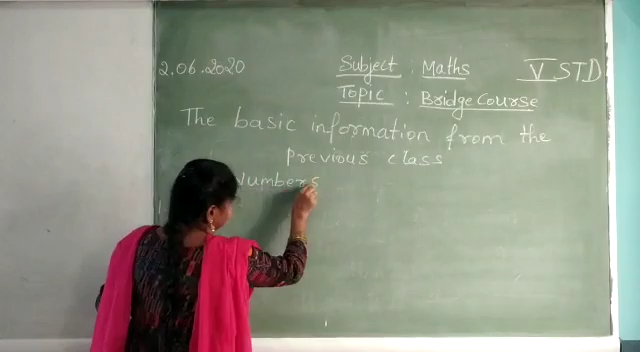 2.06.2020 Subject : Maths V STD
Topic : Bridge Course
The basic information from the
previous class
Numbers